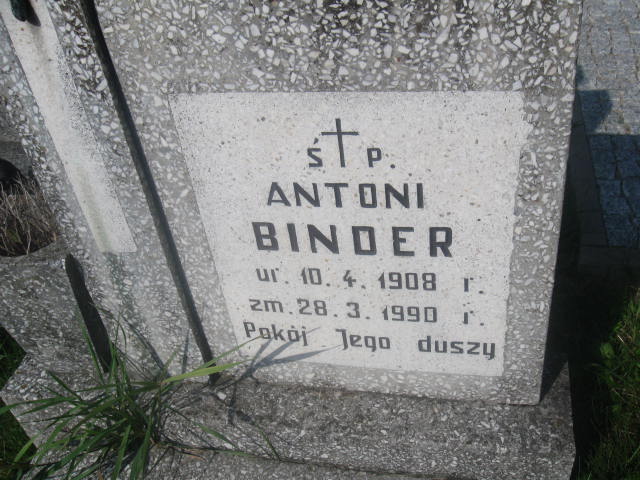 Ś P.
ANTONI
BINDER
ur. 10. 4. 1908 r.
zm. 28. 3. 1990 r.
Pokój Jego duszy